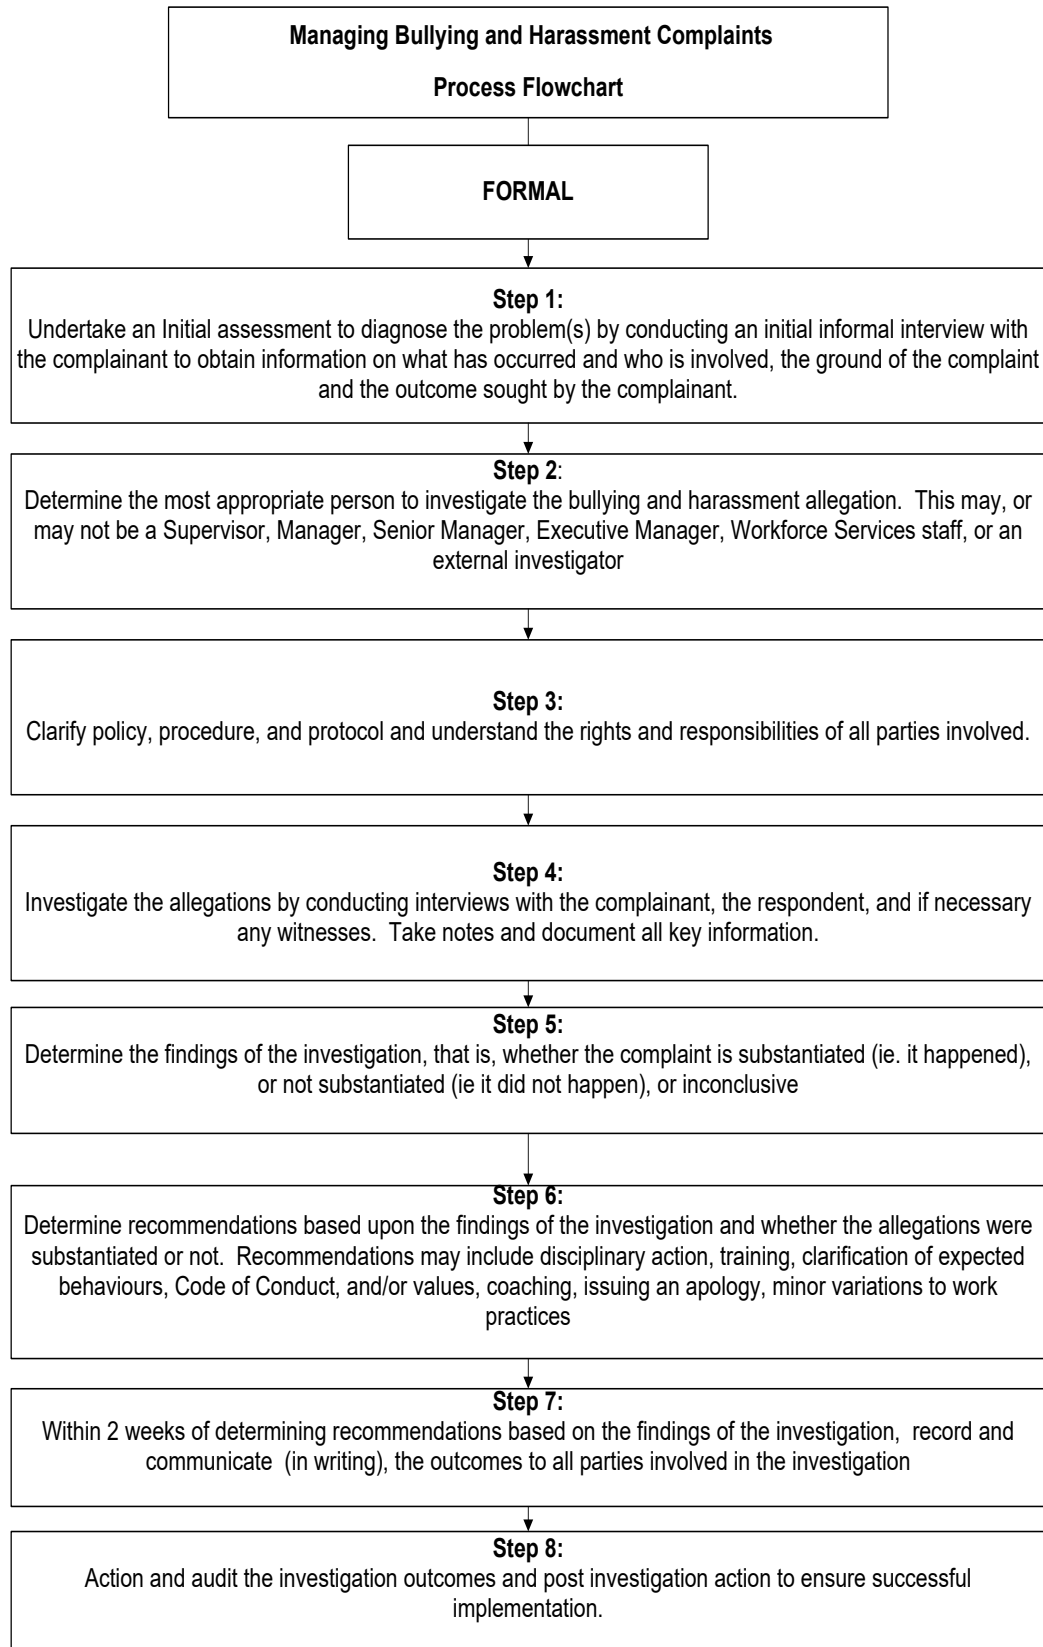 Managing Bullying and Harassment Complaints
Process Flowchart
FORMAL
Step 1:
Undertake an Initial assessment to diagnose the problem(s) by conducting an initial informal interview with
the complainant to obtain information on what has occurred and who is involved, the ground of the complaint
and the outcome sought by the complainant.
Step 2:
Determine the most appropriate person to investigate the bullying and harassment allegation.  This may, or
may not be a Supervisor, Manager, Senior Manager, Executive Manager, Workforce Services staff, or an
external investigator
Step 3:
Clarify policy, procedure, and protocol and understand the rights and responsibilities of all parties involved.
Step 4:
Investigate the allegations by conducting interviews with the complainant, the respondent, and if necessary
any witnesses.  Take notes and document all key information.
Step 5:
Determine the findings of the investigation, that is, whether the complaint is substantiated (ie. it happened),
or not substantiated (ie it did not happen), or inconclusive
Step 6:
Determine recommendations based upon the findings of the investigation and whether the allegations were
substantiated or not.  Recommendations may include disciplinary action, training, clarification of expected
behaviours, Code of Conduct, and/or values, coaching, issuing an apology, minor variations to work
practices
Step 7:
Within 2 weeks of determining recommendations based on the findings of the investigation,  record and
communicate  (in writing), the outcomes to all parties involved in the investigation
Step 8:
Action and audit the investigation outcomes and post investigation action to ensure successful
implementation.